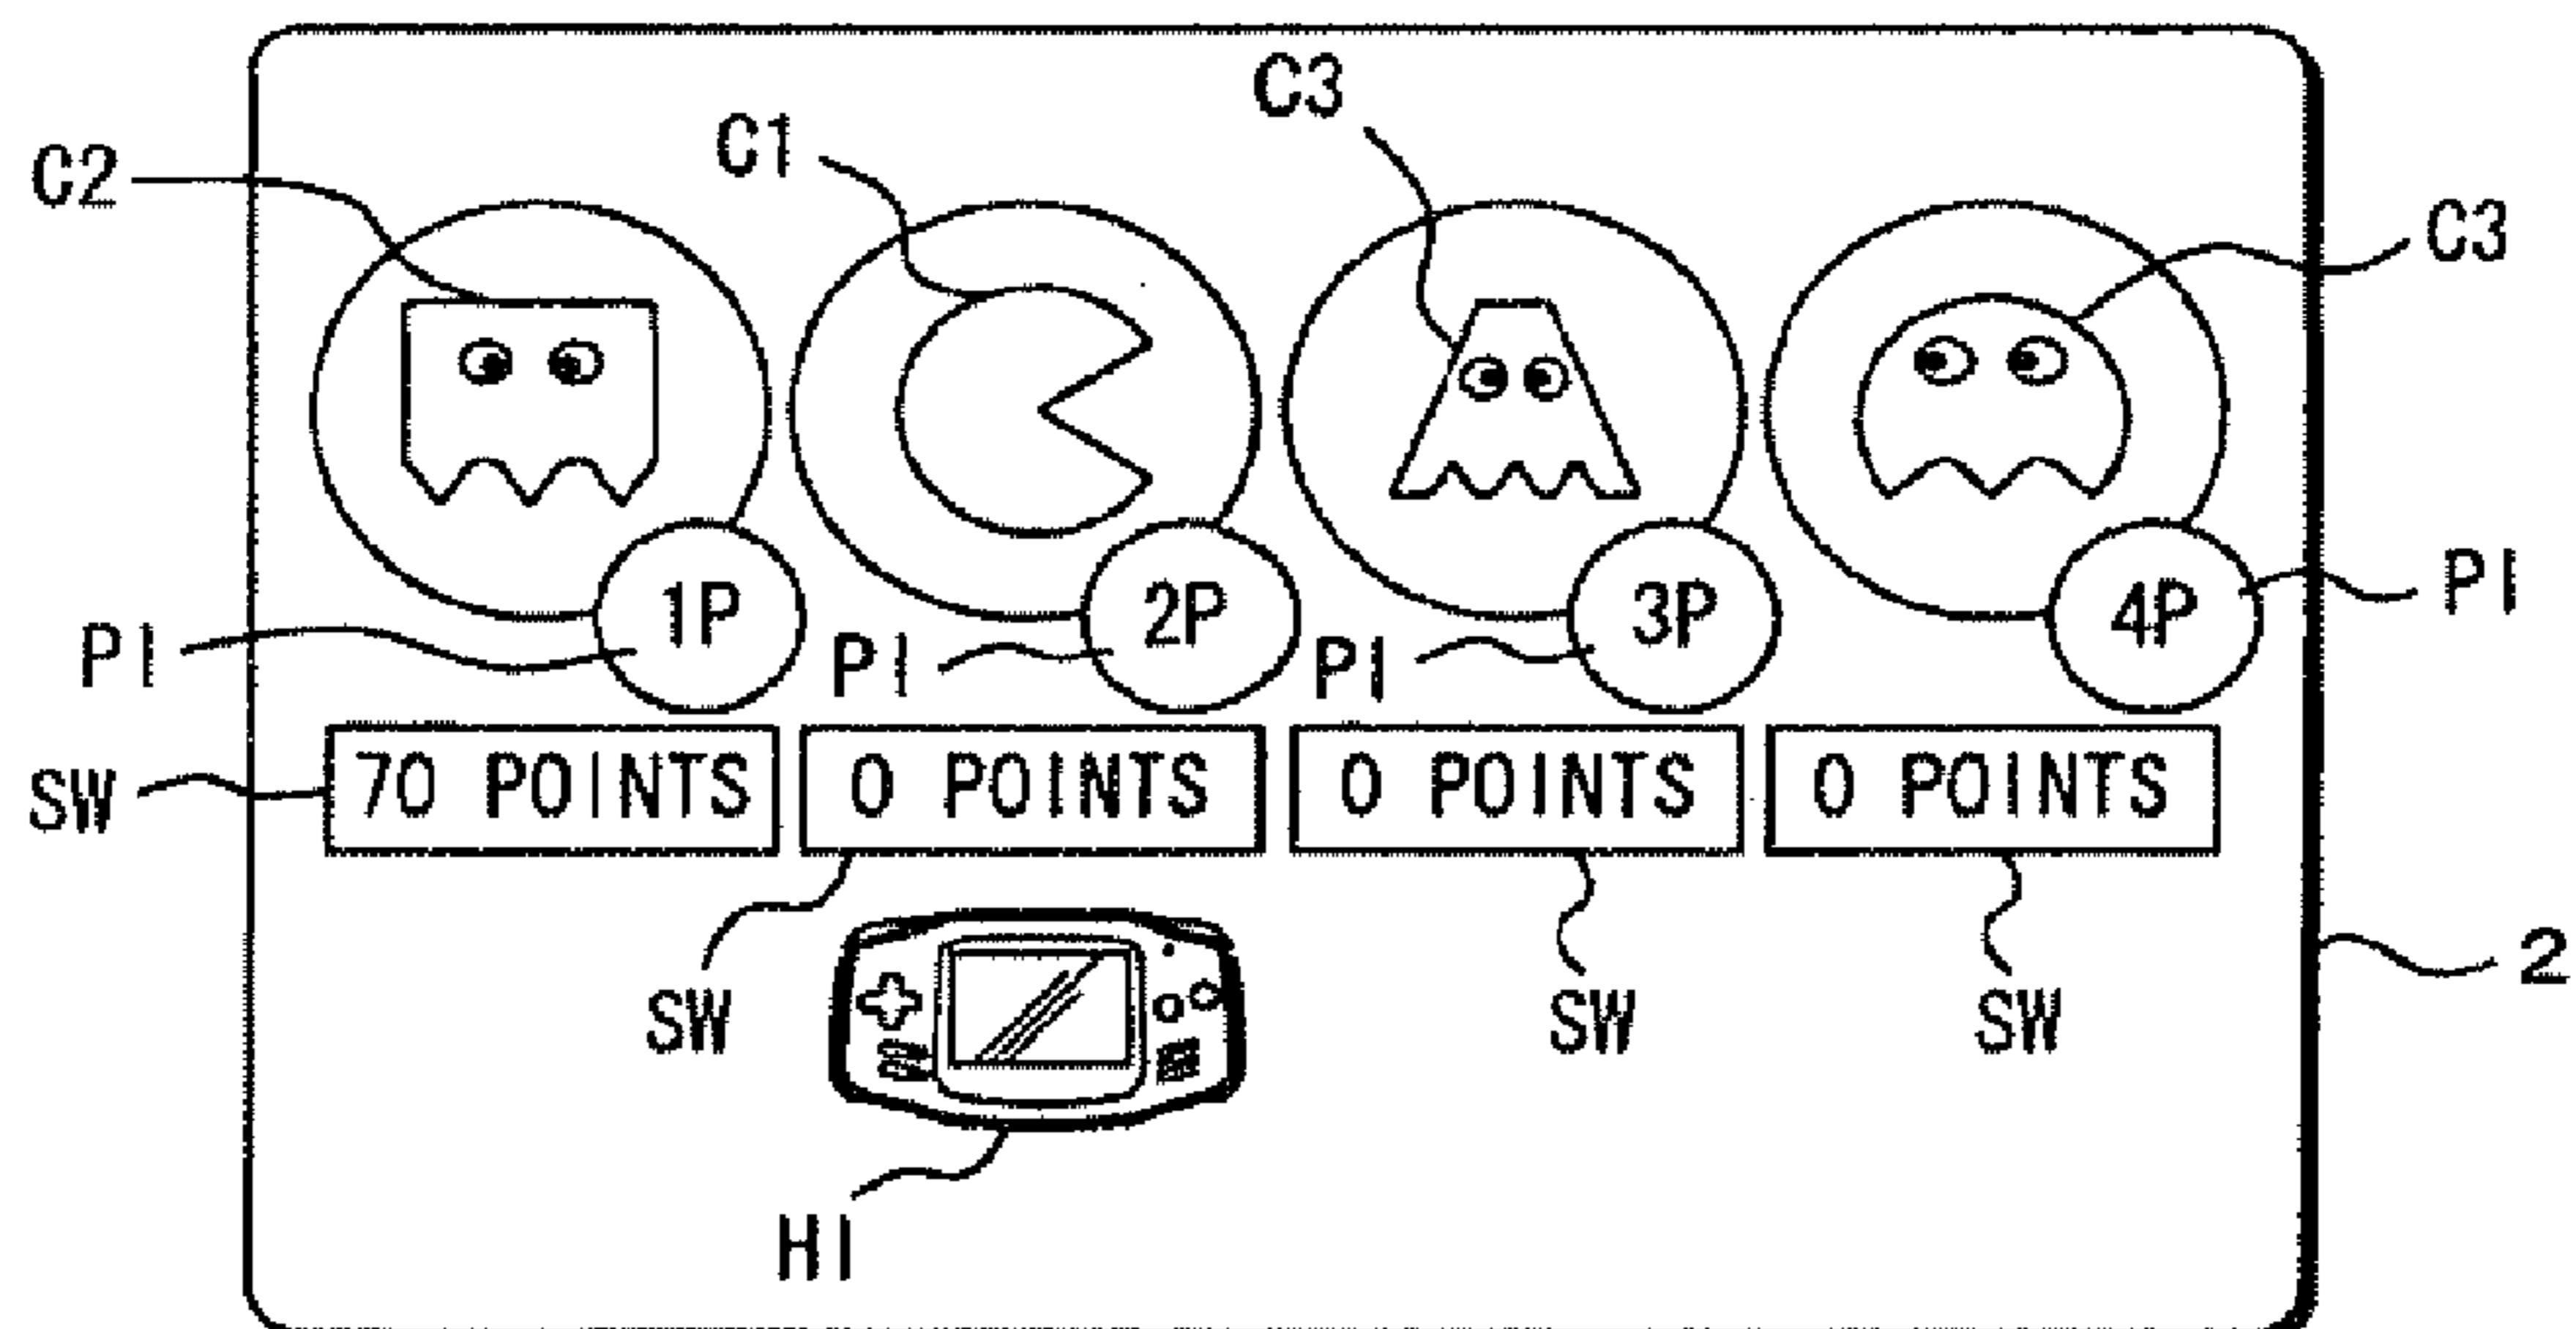 C3
C1
C2
C3
1P 2P 3P 4P
PI PI PI PI
70 POINTS 0 POINTS 0 POINTS 0 POINTS
SW
2
SW SW SW
HI